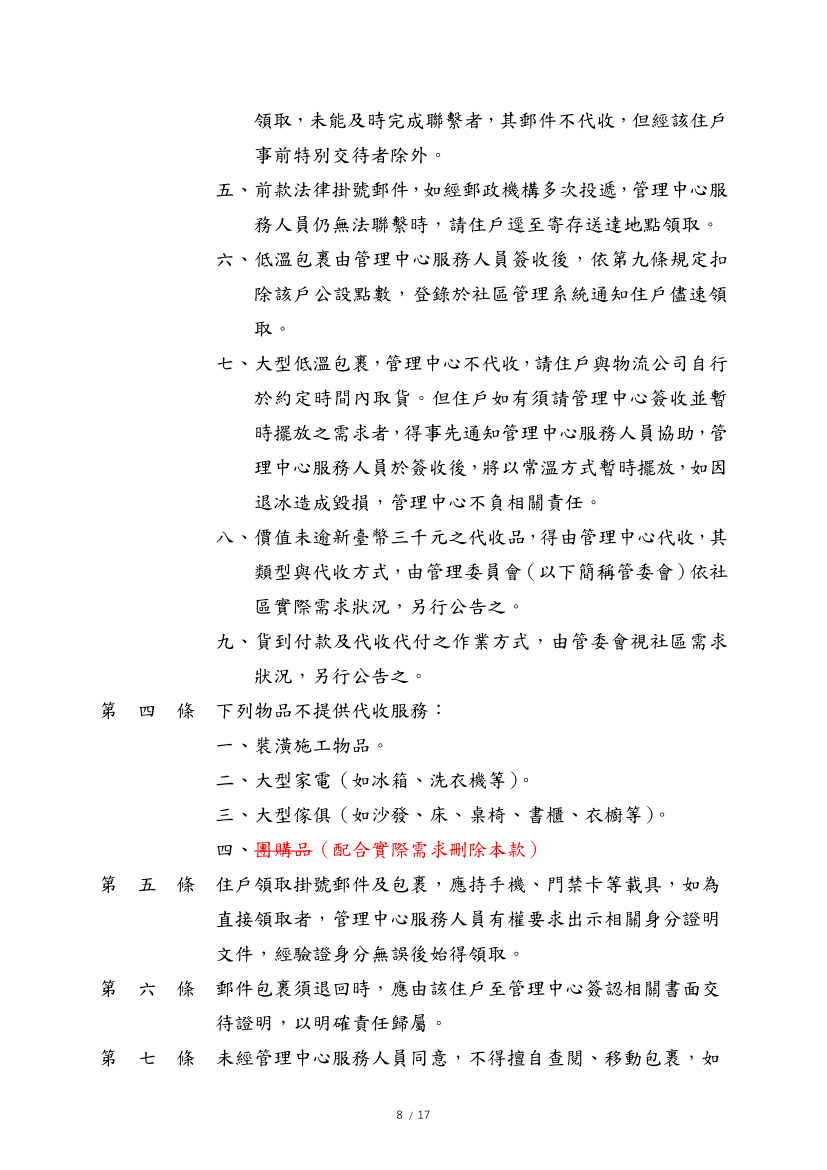 領取，未能及時完成聯繫者，其郵件不代收，但經該住戶
事前特別交待者除外。
五、前款法律掛號郵件，如經郵政機構多次投遞，管理中心服
務人員仍無法聯繫時，請住戶逕至寄存送達地點領取。
六、低溫包裹由管理中心服務人員簽收後，依第九條規定扣
除該戶公設點數，登錄於社區管理系統通知住戶儘速領
取。
七、大型低溫包裹，管理中心不代收，請住戶與物流公司自行
於約定時間內取貨。但住戶如有須請管理中心簽收並暫
時擺放之需求者，得事先通知管理中心服務人員協助，管
理中心服務人員於簽收後，將以常溫方式暫時擺放，如因
退冰造成毀損，管理中心不負相關責任。
八、價值未逾新臺幣三千元之代收品，得由管理中心代收，其
類型與代收方式，由管理委員會（以下簡稱管委會）依社
區實際需求狀況，另行公告之。
九、貨到付款及代收代付之作業方式，由管委會視社區需求
狀況，另行公告之。
第四條 下列物品不提供代收服務：
一、裝潢施工物品。
二、大型家電（如冰箱、洗衣機等）。
三、大型傢俱（如沙發、床、桌椅、書櫃、衣櫥等）。
四、團購品（配合實際需求刪除本款）
第五條 住戶領取掛號郵件及包裹，應持手機、門禁卡等載具，如為
直接領取者，管理中心服務人員有權要求出示相關身分證明
文件，經驗證身分無誤後始得領取。
第六條 郵件包裹須退回時，應由該住戶至管理中心簽認相關書面交
待證明，以明確責任歸屬。
第七條 未經管理中心服務人員同意，不得擅自查閱、移動包裹，如
8 / 17